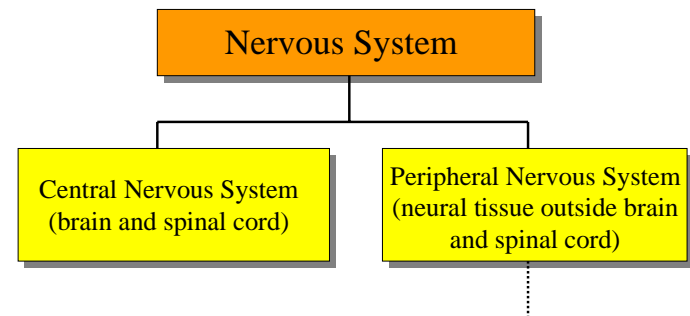 Nervous System
Central Nervous System
(brain and spinal cord)
Peripheral Nervous System
(neural tissue outside brain
and spinal cord)